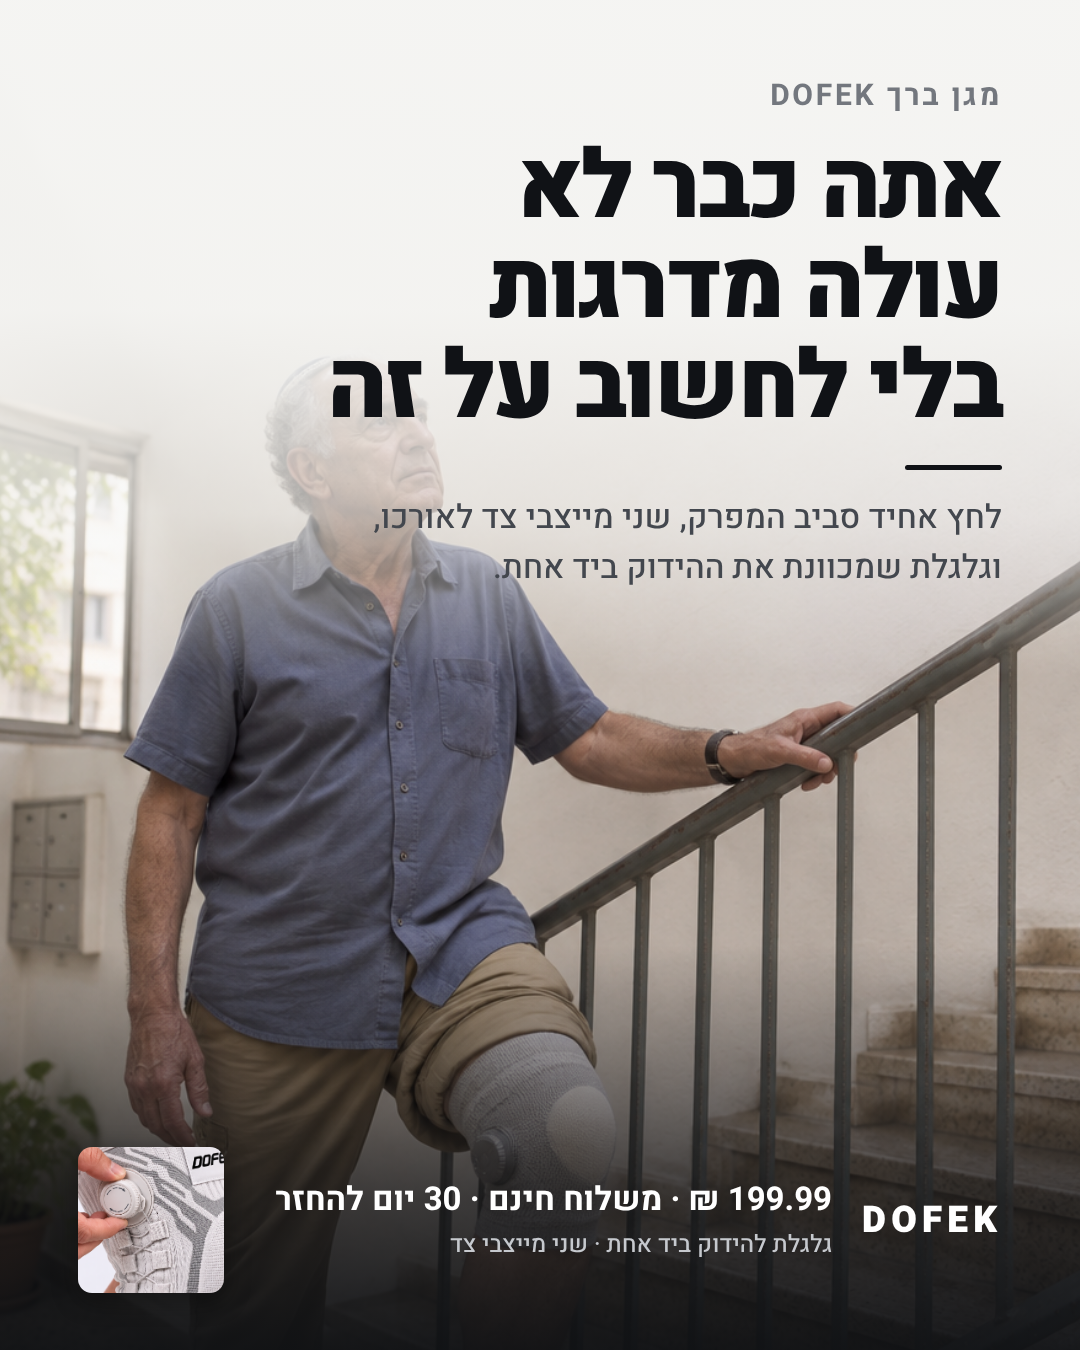 מגן ברך DOFEK
אתה כבר לא
עולה מדרגות
בלי לחשוב על זה
לחץ אחיד סביב המפרק, שני מייצבי צד לאורכו,
וגלגלת שמכוונת את ההידוק ביד אחת.
DOFEK
199.99 ₪ · משלוח חינם · 30 יום להחזר
גלגלת להידוק ביד אחת · שני מייצבי צד